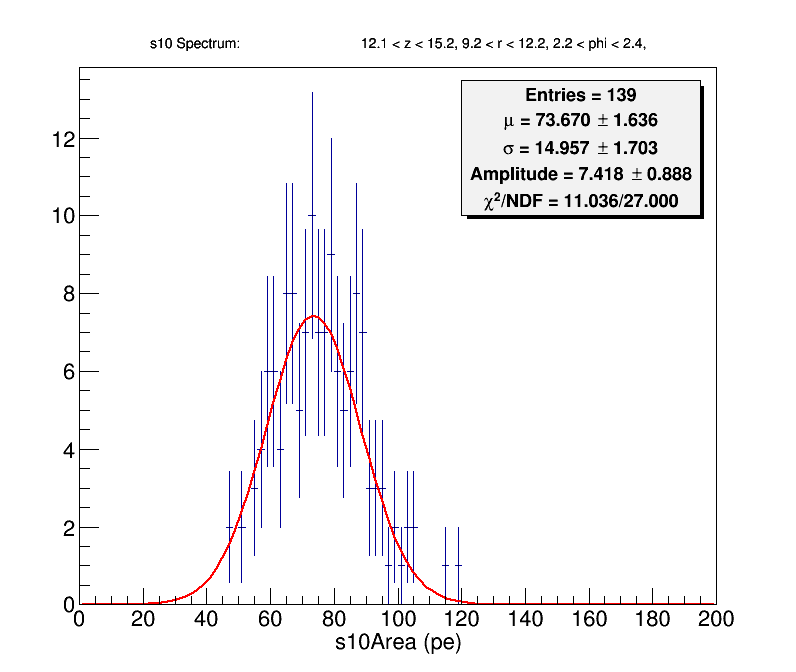 s10 Spectrum: 12.1 < z < 15.2, 9.2 < r < 12.2, 2.2 < phi < 2.4,
Entries = 139
μ = 73.670 ± 1.636
σ = 14.957 ± 1.703
Amplitude = 7.418 ± 0.888
χ²/NDF = 11.036/27.000
12
10
8
6
4
2
0
0 20 40 60 80 100 120 140 160 180 200
s10Area (pe)